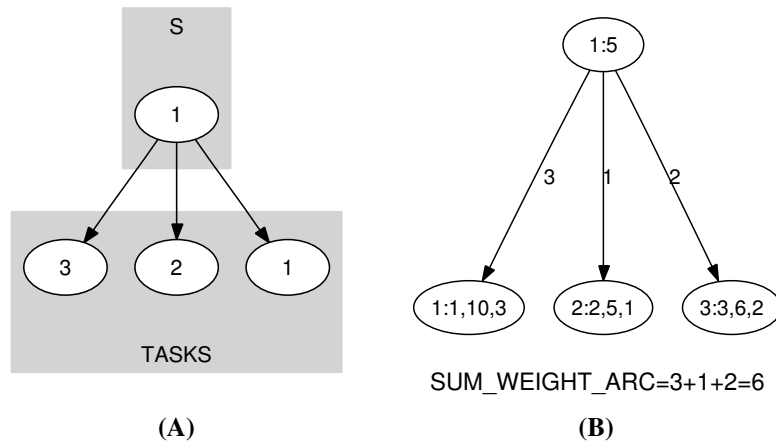 S
1
3 2 1
TASKS
(A)
1:5
3 1 2
1:1,10,3 2:2,5,1 3:3,6,2
SUM_WEIGHT_ARC=3+1+2=6
(B)